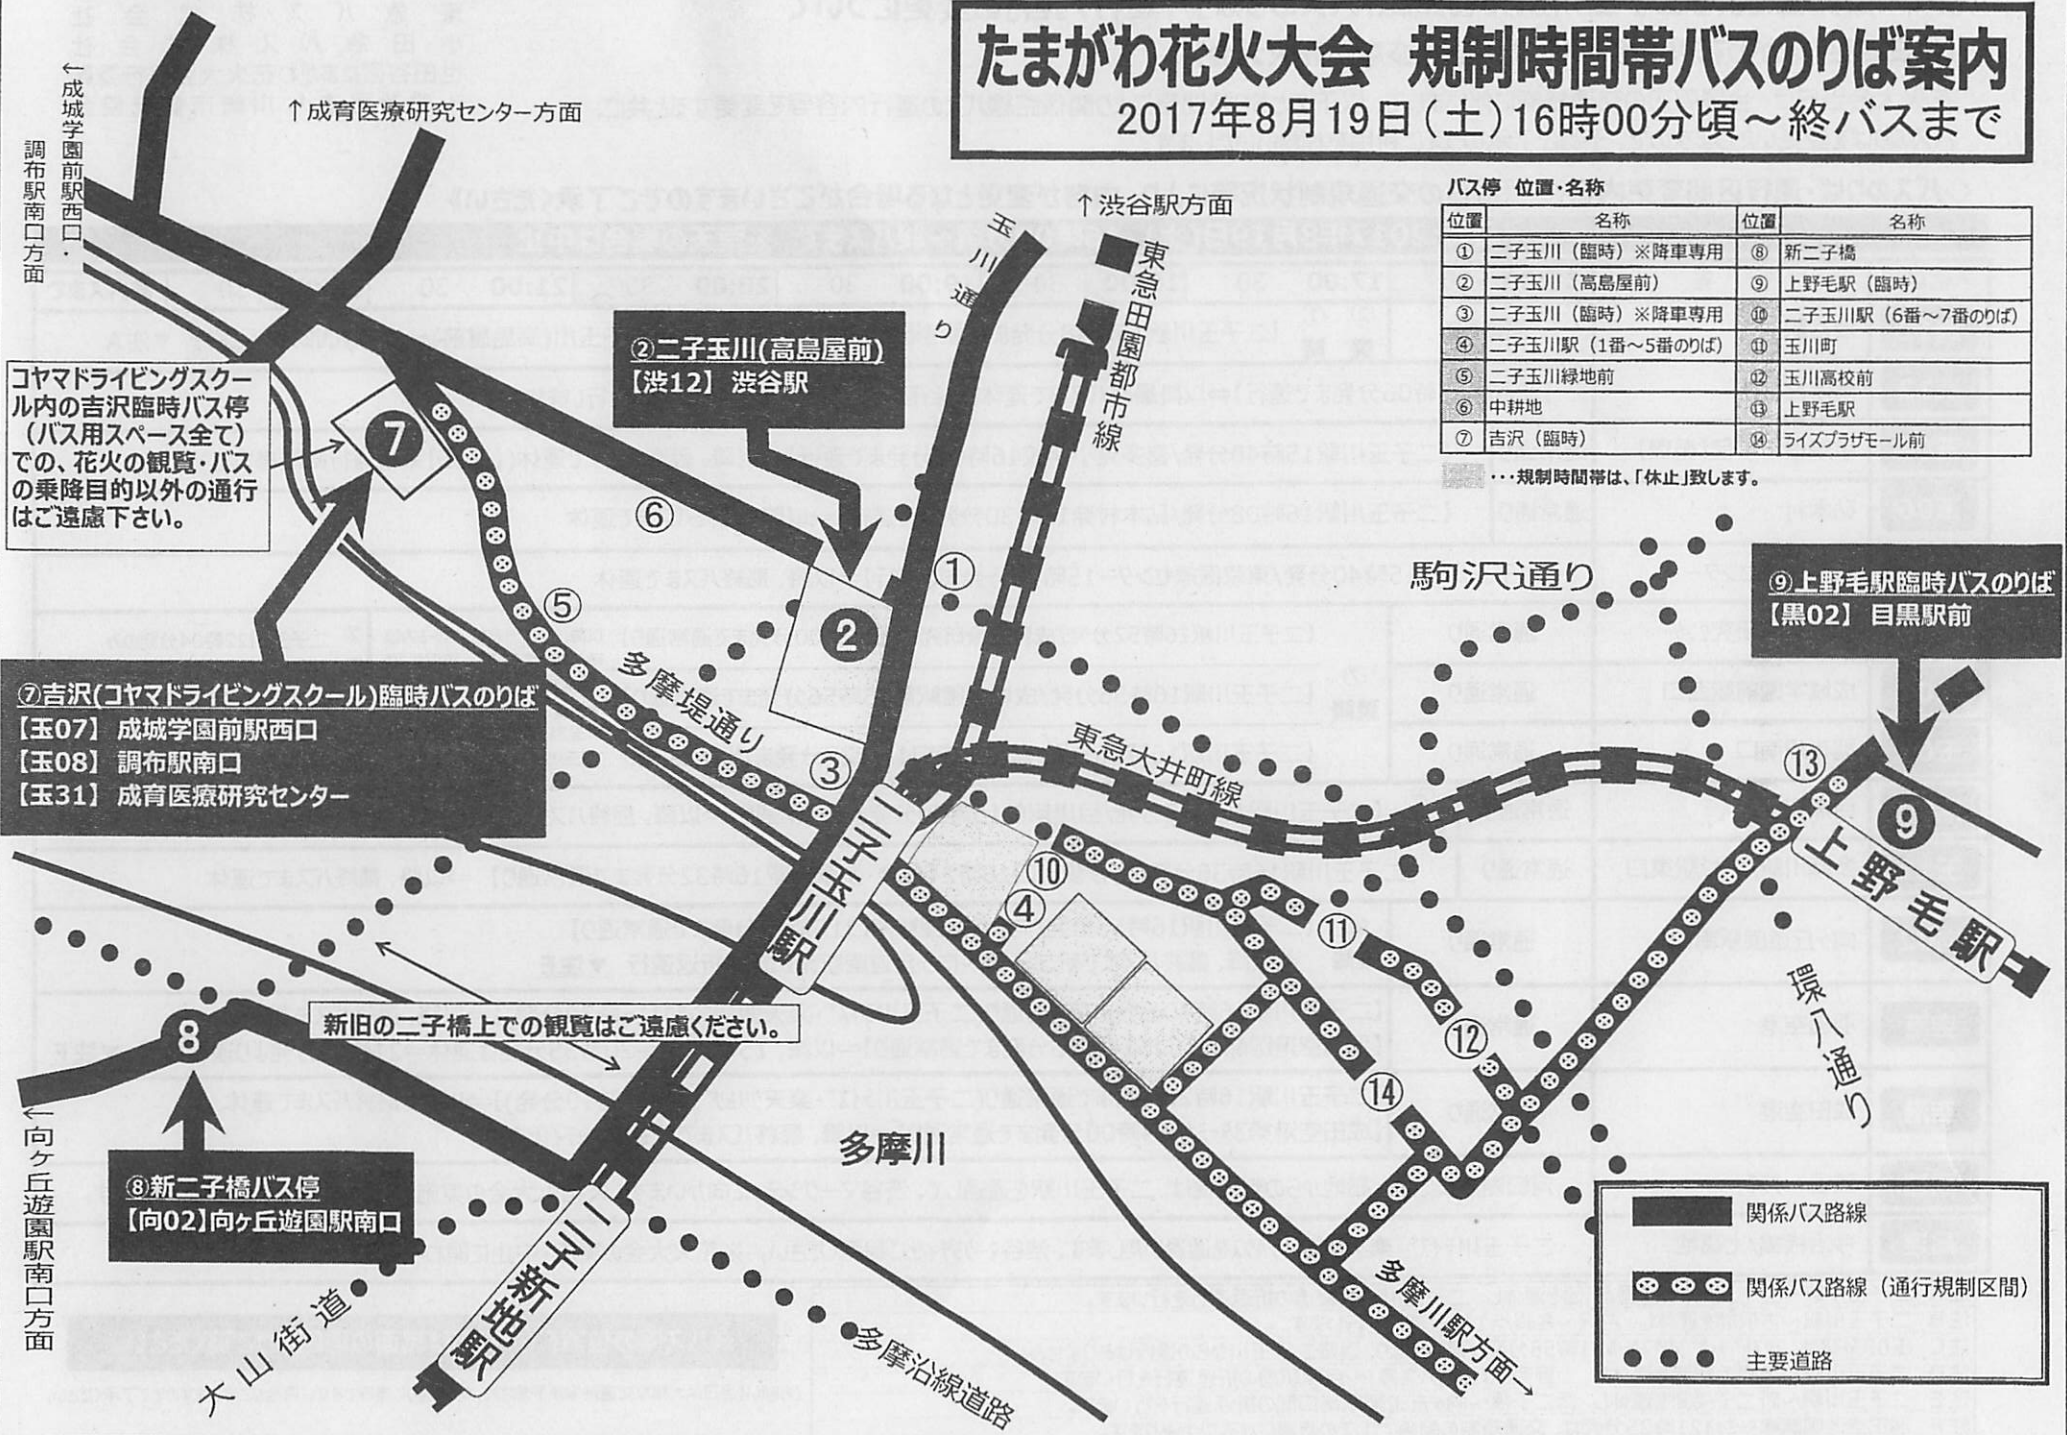 たまがわ花火大会 規制時間帯バスのりば案内
2017年8月19日(土)16時00分頃～終バスまで
←成城学園前駅西口・
調布駅南口方面
↑成育医療研究センター方面
↑渋谷駅方面
玉川通り
東急田園都市線
バス停 位置・名称
位置 名称 位置 名称
① 二子玉川（臨時）※降車専用 ⑧ 新二子橋
② 二子玉川（高島屋前） ⑨ 上野毛駅（臨時）
③ 二子玉川（臨時）※降車専用 ⑩ 二子玉川駅（6番～7番のりば）
④ 二子玉川駅（1番～5番のりば） ⑪ 玉川町
⑤ 二子玉川緑地前 ⑫ 玉川高校前
⑥ 中耕地 ⑬ 上野毛駅
⑦ 吉沢（臨時） ⑭ ライズプラザモール前
・・・規制時間帯は、「休止」致します。
②二子玉川(高島屋前)
【渋12】 渋谷駅
コヤマドライビングスクー
ル内の吉沢臨時バス停
（バス用スペース全て）
での、花火の観覧・バス
の乗降目的以外の通行
はご遠慮下さい。
❼
⑥
①
⑤
❷
駒沢通り
⑨上野毛駅臨時バスのりば
【黒02】 目黒駅前
⑦吉沢(コヤマドライビングスクール)臨時バスのりば
【玉07】 成城学園前駅西口
【玉08】 調布駅南口
【玉31】 成育医療研究センター
多摩堤通り
③
東急大井町線
⑬
❾
上野毛駅
二子玉川駅
⑩
④
⑪
⑫
⑭
環八通り
新旧の二子橋上での観覧はご遠慮ください。
❽
←向ヶ丘遊園駅南口方面
⑧新二子橋バス停
【向02】向ヶ丘遊園駅南口
多摩川
二子新地駅
大山街道
多摩沿線道路
多摩川駅方面→
関係バス路線
関係バス路線（通行規制区間）
主要道路